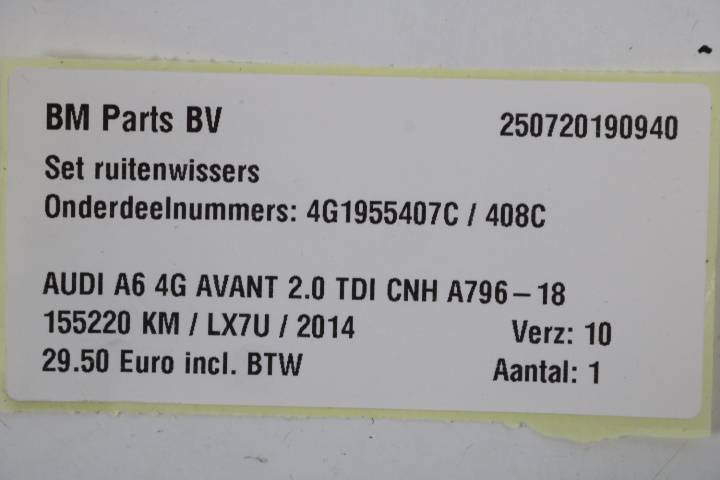 BM Parts BV 250720190940
Set ruitenwissers
Onderdeelnummers: 4G1955407C / 408C
AUDI A6 4G AVANT 2.0 TDI CNH A796-18
155220 KM / LX7U / 2014 Verz: 10
29.50 Euro incl. BTW Aantal: 1